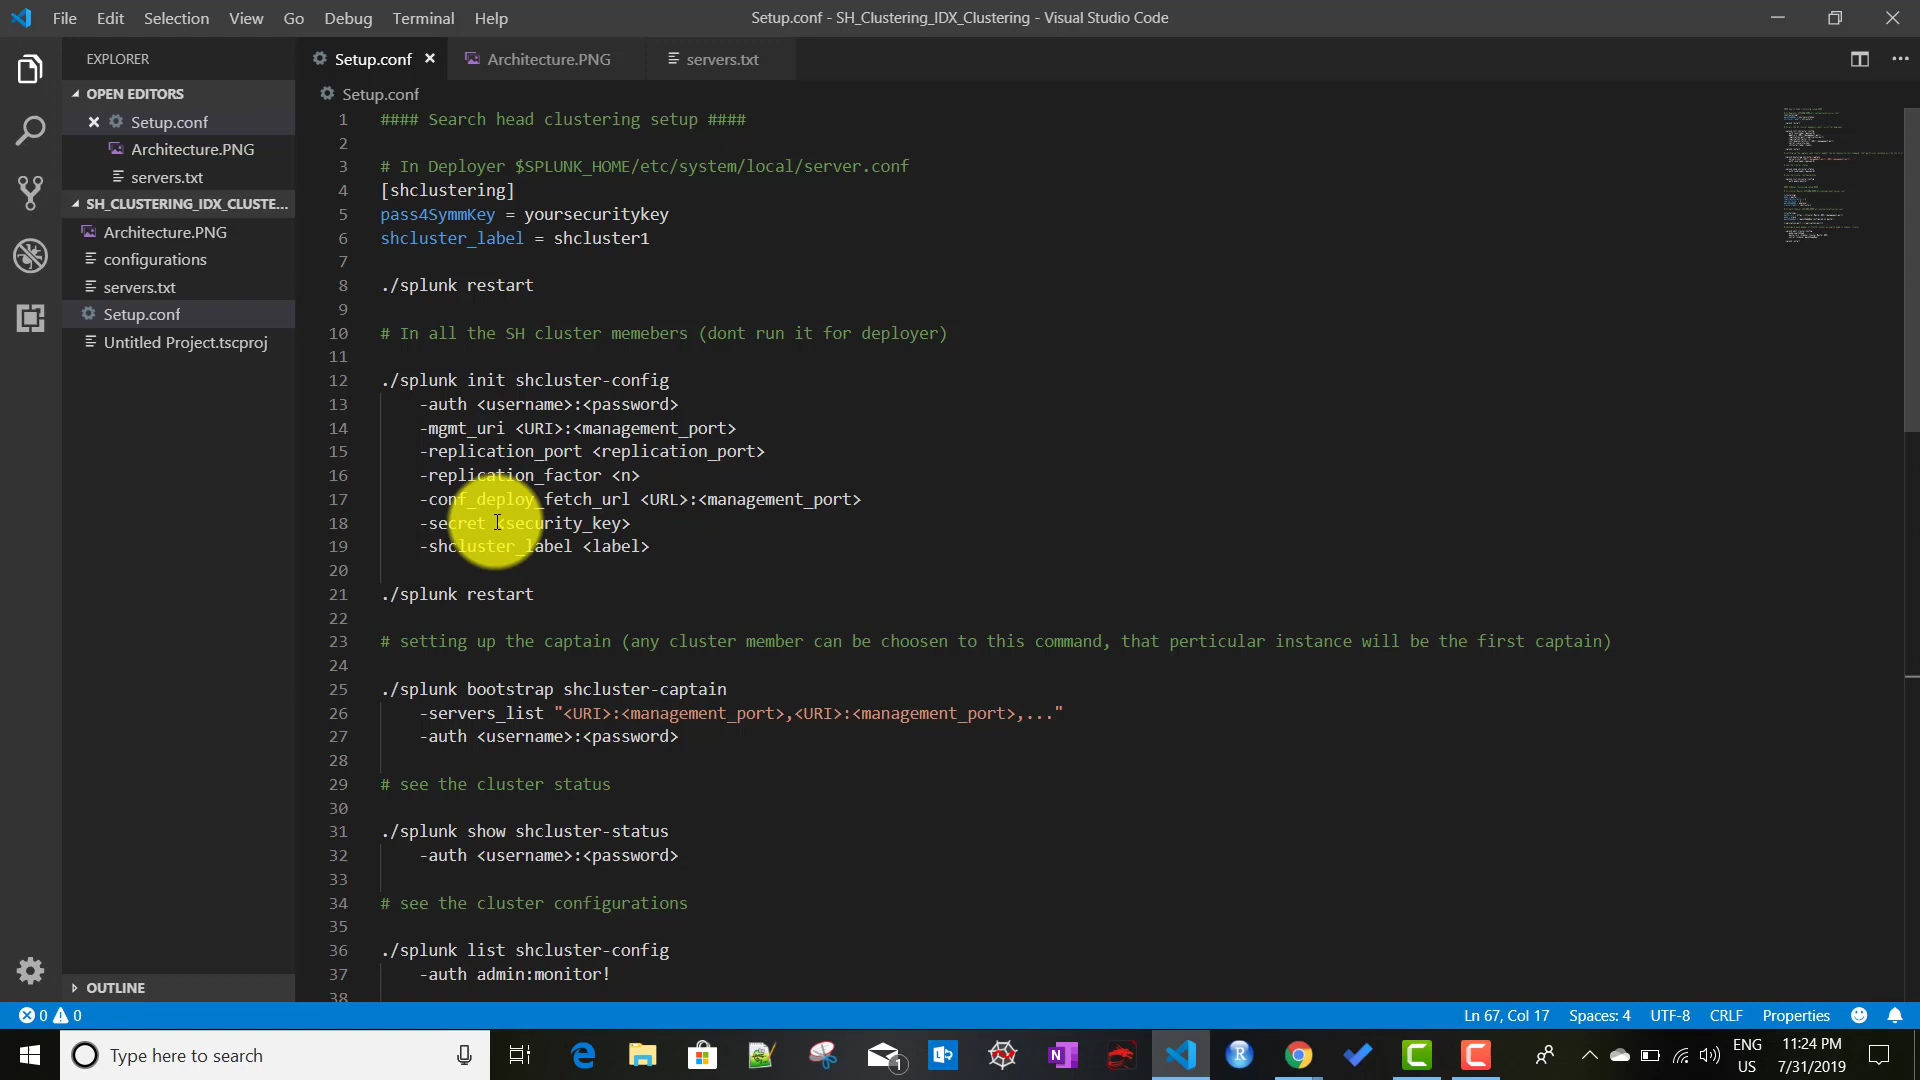 File Edit Selection View Go Debug Terminal Help
Setup.conf - SH_Clustering_IDX_Clustering - Visual Studio Code
EXPLORER
OPEN EDITORS
Setup.conf
Architecture.PNG
servers.txt
SH_CLUSTERING_IDX_CLUSTE...
Architecture.PNG
configurations
servers.txt
Setup.conf
Untitled Project.tscproj
OUTLINE
Setup.conf
Architecture.PNG
servers.txt
Setup.conf
1 #### Search head clustering setup ####
2
3 # In Deployer $SPLUNK_HOME/etc/system/local/server.conf
4 [shclustering]
5 pass4SymmKey = yoursecuritykey
6 shcluster_label = shcluster1
7
8 ./splunk restart
9
10 # In all the SH cluster memebers (dont run it for deployer)
11
12 ./splunk init shcluster-config
13 -auth <username>:<password>
14 -mgmt_uri <URI>:<management_port>
15 -replication_port <replication_port>
16 -replication_factor <n>
17 -conf_deploy_fetch_url <URL>:<management_port>
18 -secret <security_key>
19 -shcluster_label <label>
20
21 ./splunk restart
22
23 # setting up the captain (any cluster member can be choosen to this command, that perticular instance will be the first captain)
24
25 ./splunk bootstrap shcluster-captain
26 -servers_list "<URI>:<management_port>,<URI>:<management_port>,..."
27 -auth <username>:<password>
28
29 # see the cluster status
30
31 ./splunk show shcluster-status
32 -auth <username>:<password>
33
34 # see the cluster configurations
35
36 ./splunk list shcluster-config
37 -auth admin:monitor!
38
0 0
Ln 67, Col 17 Spaces: 4 UTF-8 CRLF Properties
Type here to search
1
ENG
US
11:24 PM
7/31/2019